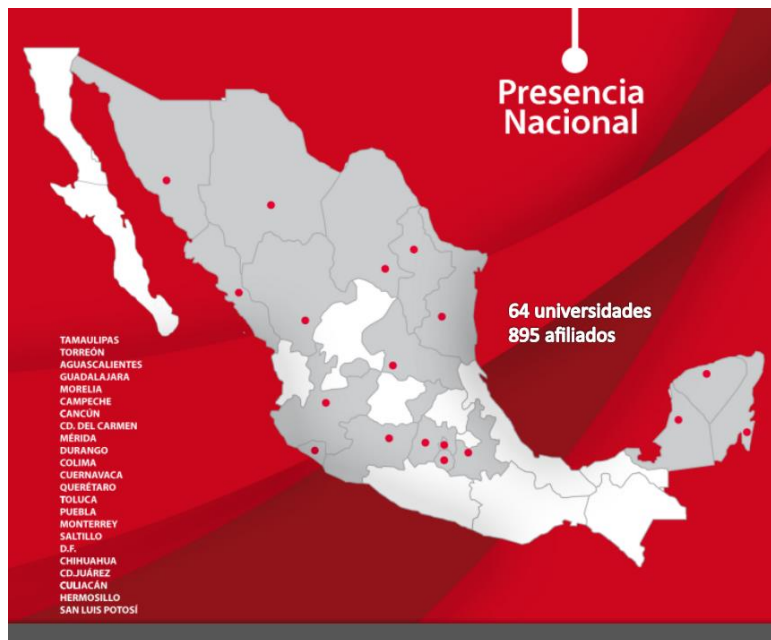 Presencia
Nacional
64 universidades
895 afiliados
TAMAULIPAS
TORREÓN
AGUASCALIENTES
GUADALAJARA
MORELIA
CAMPECHE
CANCÚN
CD. DEL CARMEN
MÉRIDA
DURANGO
COLIMA
CUERNAVACA
QUERÉTARO
TOLUCA
PUEBLA
MONTERREY
SALTILLO
D.F.
CHIHUAHUA
CD.JUÁREZ
CULIACÁN
HERMOSILLO
SAN LUIS POTOSÍ